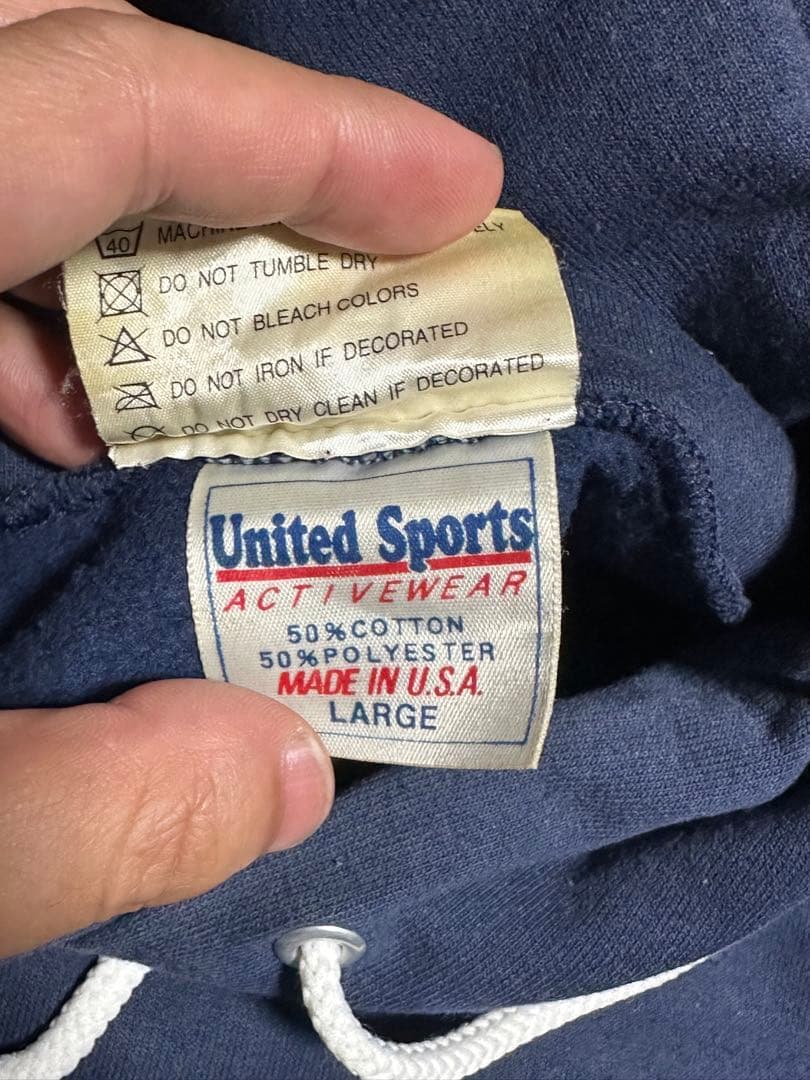 40
DO NOT TUMBLE DRY
DO NOT BLEACH COLORS
DO NOT IRON IF DECORATED
DO NOT DRY CLEAN IF DECORATED
United Sports
ACTIVEWEAR
50%COTTON
50%POLYESTER
MADE IN U.S.A.
LARGE